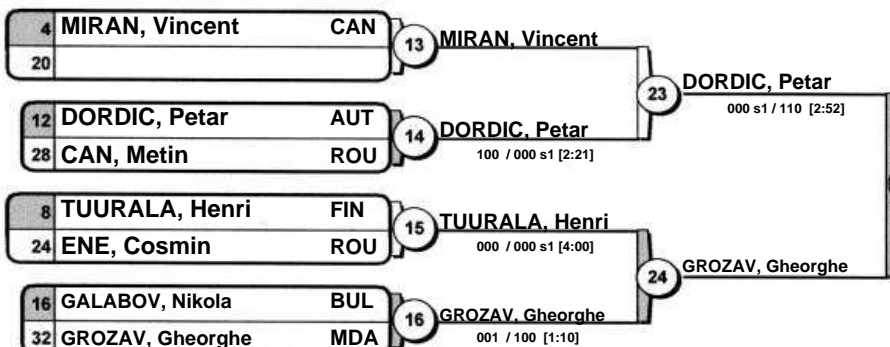 4 MIRAN, Vincent CAN
20
13 MIRAN, Vincent
12 DORDIC, Petar AUT
28 CAN, Metin ROU
14 DORDIC, Petar
100 / 000 s1 [2:21]
23 DORDIC, Petar
000 s1 / 110 [2:52]
8 TUURALA, Henri FIN
24 ENE, Cosmin ROU
15 TUURALA, Henri
000 / 000 s1 [4:00]
16 GALABOV, Nikola BUL
32 GROZAV, Gheorghe MDA
16 GROZAV, Gheorghe
001 / 100 [1:10]
24 GROZAV, Gheorghe